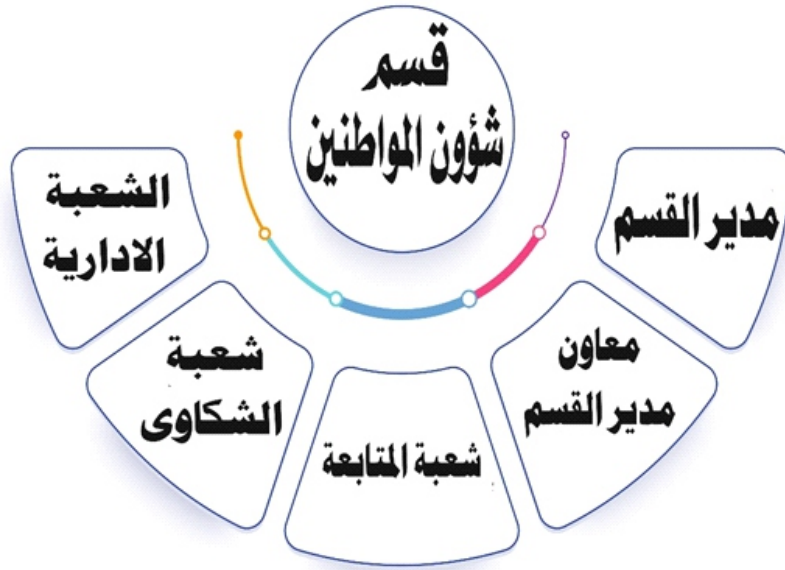 قسم
شؤون المواطنين
مدير القسم
معاون
مدير القسم
شعبة المتابعة
شعبة
الشكاوى
الشعبة
الادارية